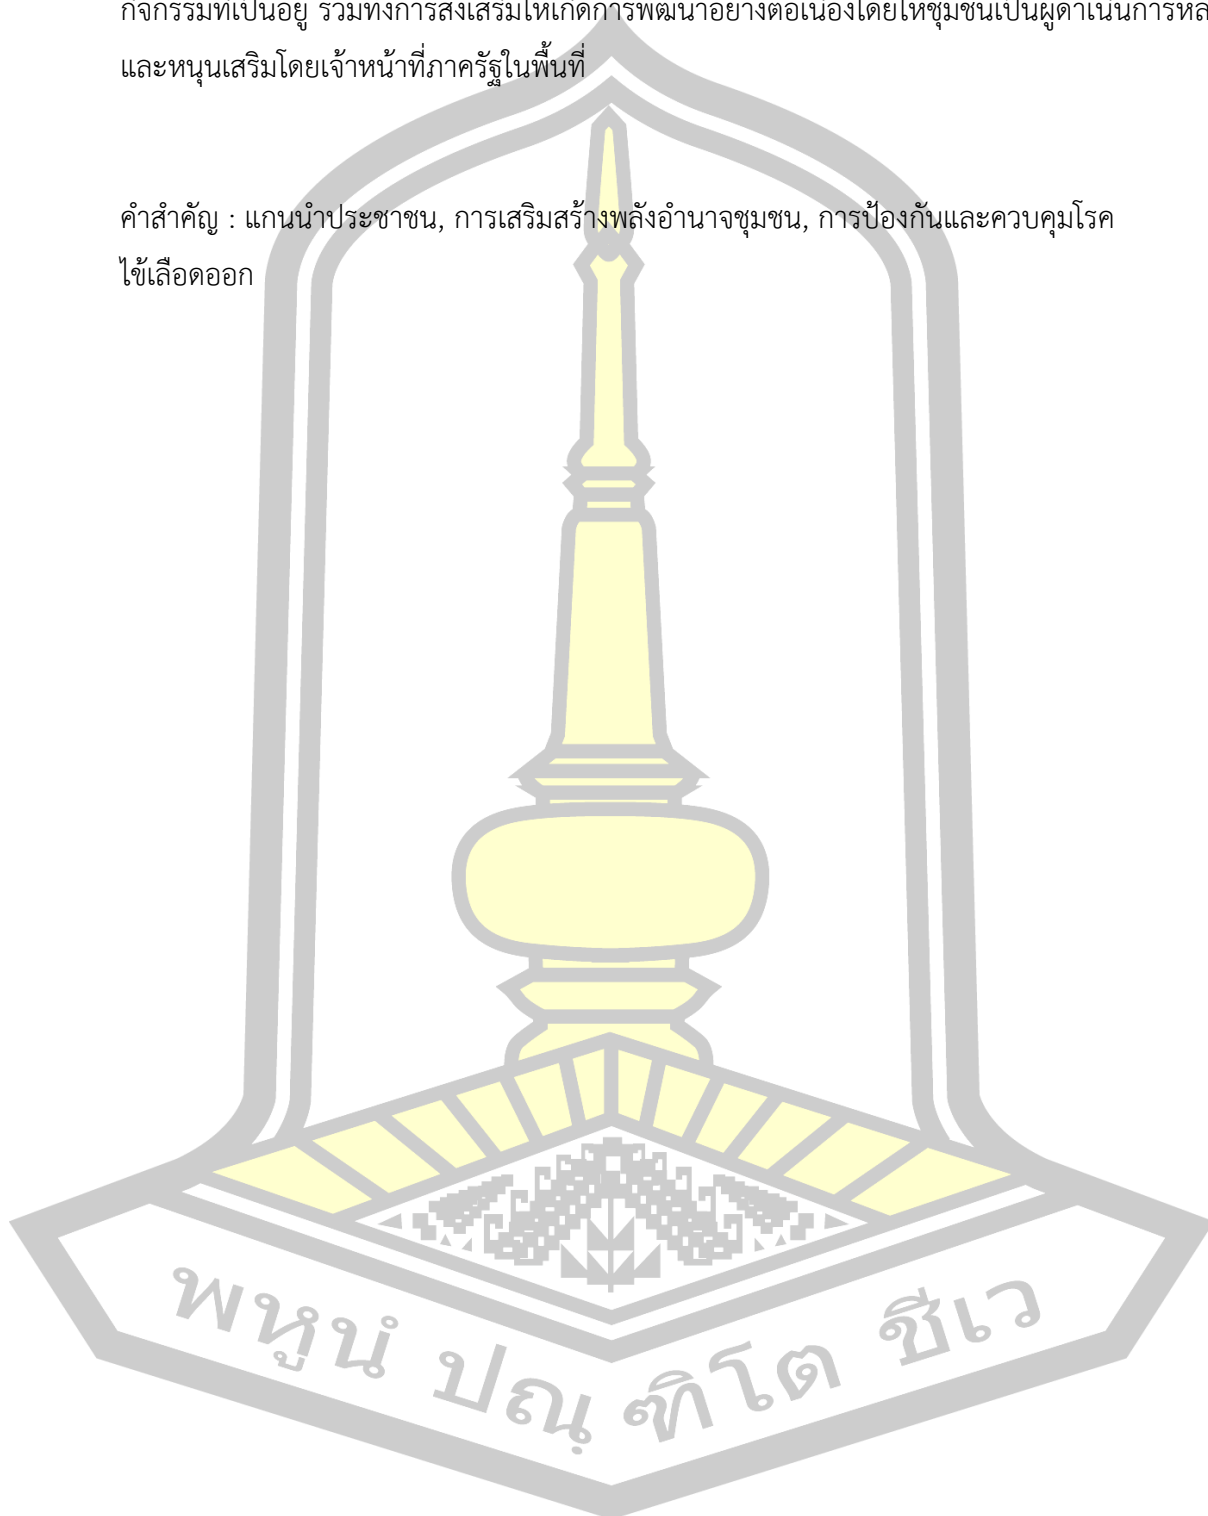 กิจกรรมที่เป็นอยู่ รวมทั้งการส่งเสริมให้เกิดการพัฒนาอย่างต่อเนื่องโดยให้ชุมชนเป็นผู้ดำเนินการหล
และหนุนเสริมโดยเจ้าหน้าที่ภาครัฐในพื้นที่
คำสำคัญ : แกนนำประชาชน, การเสริมสร้างพลังอำนาจชุมชน, การป้องกันและควบคุมโรค
ไข้เลือดออก
พหูนํ ปณฺฑิโต ชีเว